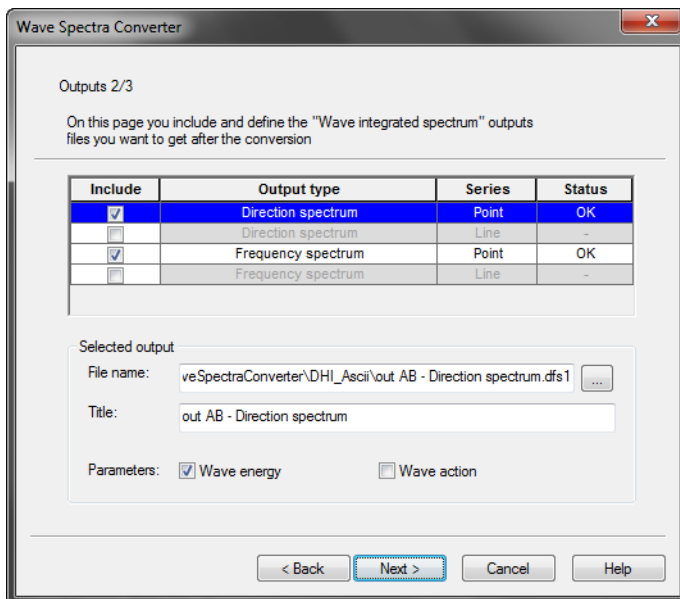 Wave Spectra Converter
x
Outputs 2/3
On this page you include and define the "Wave integrated spectrum" outputs
files you want to get after the conversion
Include Output type Series Status
Direction spectrum Point OK
Direction spectrum Line -
Frequency spectrum Point OK
Frequency spectrum Line -
Selected output
File name: veSpectraConverter\DHI_Ascii\out AB - Direction spectrum.dfs1 ...
Title: out AB - Direction spectrum
Parameters: Wave energy Wave action
< Back Next > Cancel Help